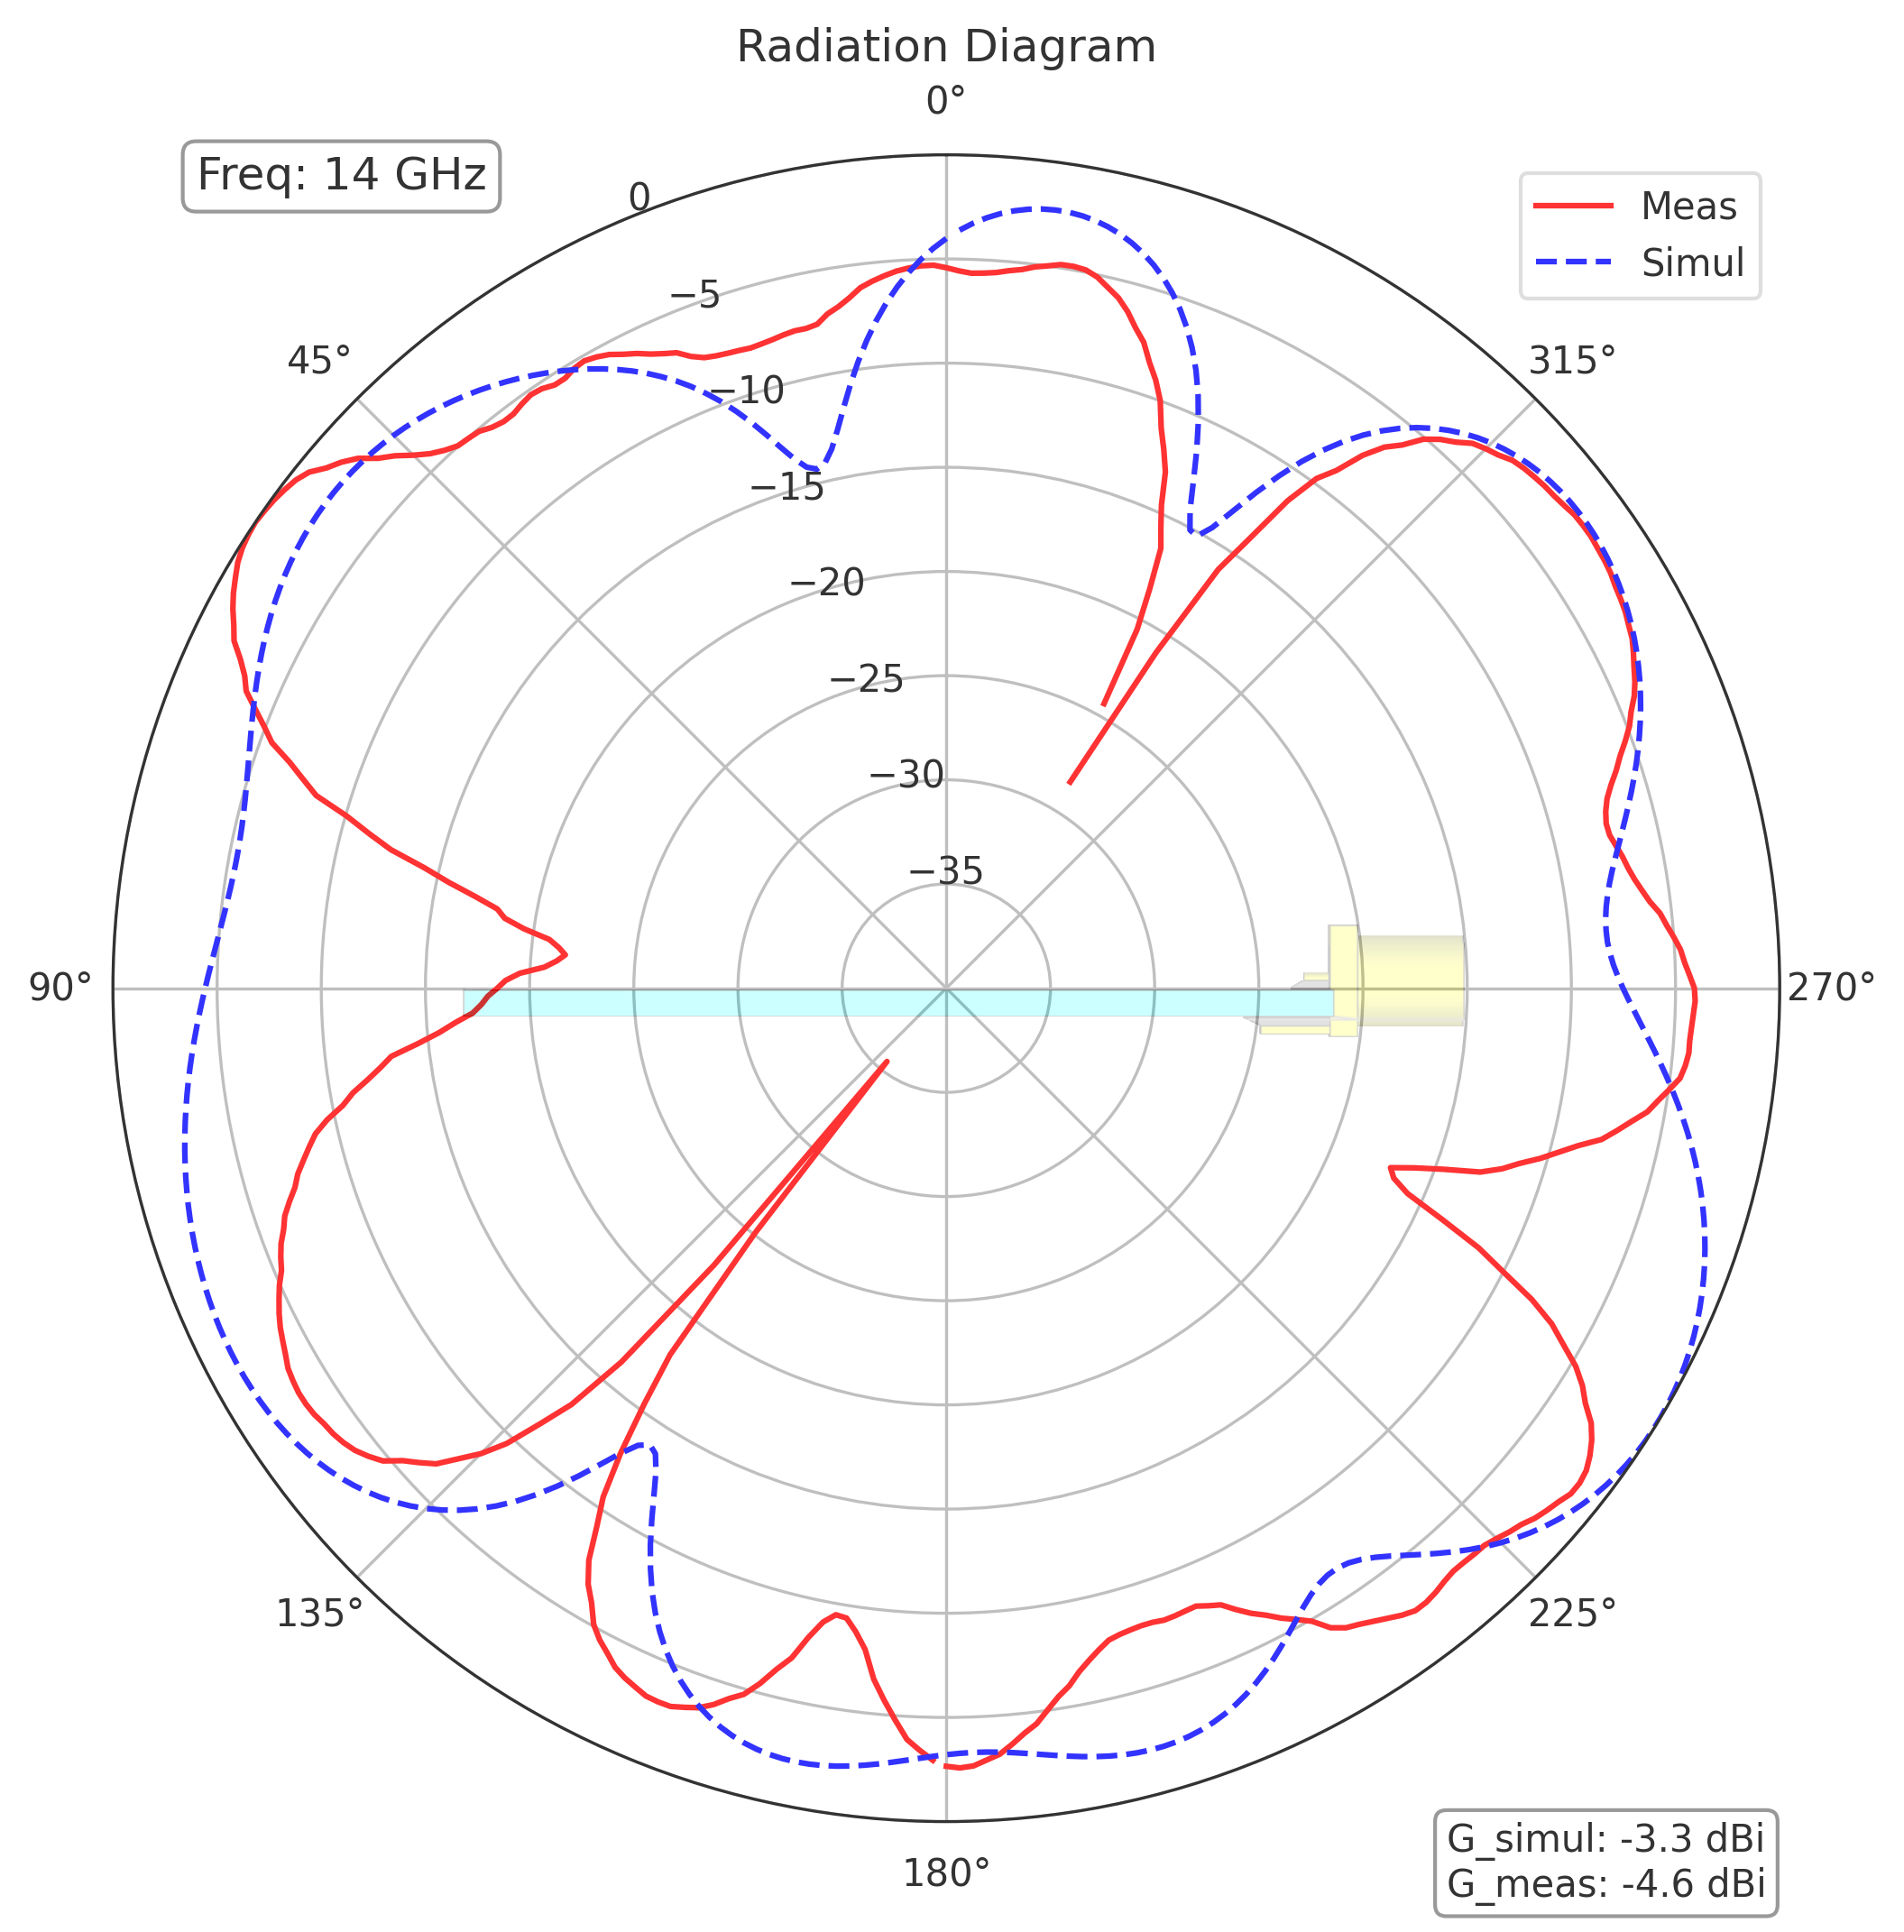 Radiation Diagram
0°
Freq: 14 GHz
0
Meas
Simul
−5
45°
315°
−10
−15
−20
−25
−30
−35
90°
270°
135°
225°
180°
G_simul: -3.3 dBi
G_meas: -4.6 dBi